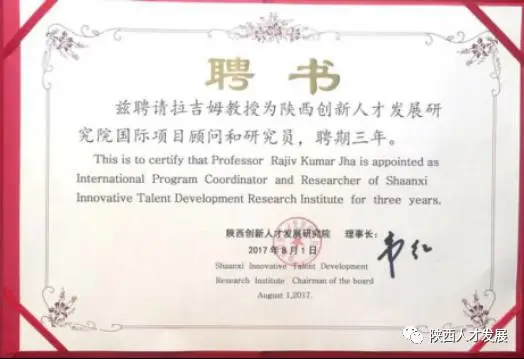 聘书
兹聘请拉吉姆教授为陕西创新人才发展研
究院国际项目顾问和研究员，聘期三年。
This is to certify that Professor Rajiv Kumar Jha is appointed as
International Program Coordinator and Researcher of Shaanxi
Innovative Talent Development Research Institute for three years.
陕西创新人才发展研究院 理事长：
2017年8月1日
Shaanxi Innovative Talent Development
Research Institute Chairman of the board
August 1,2017.
陕西人才发展